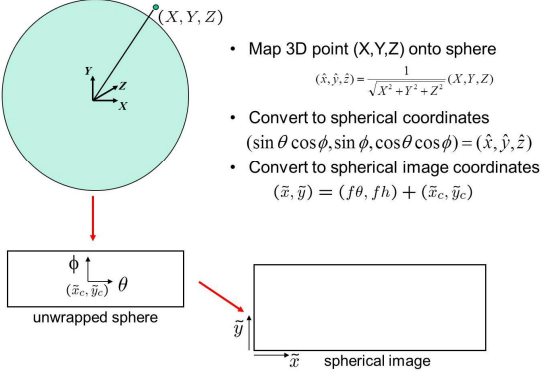 (X, Y, Z)
Y
Z
X
• Map 3D point (X,Y,Z) onto sphere
(x̂,ŷ,ẑ) = 1/√(X² + Y² + Z²) (X,Y,Z)
• Convert to spherical coordinates
(sin θ cos ϕ, sin ϕ, cos θ cos ϕ) = (x̂, ŷ, ẑ)
• Convert to spherical image coordinates
(x̃, ỹ) = (fθ, fh) + (x̃c, ỹc)
ϕ
(x̃c, ỹc) θ
unwrapped sphere
ỹ
x̃
spherical image